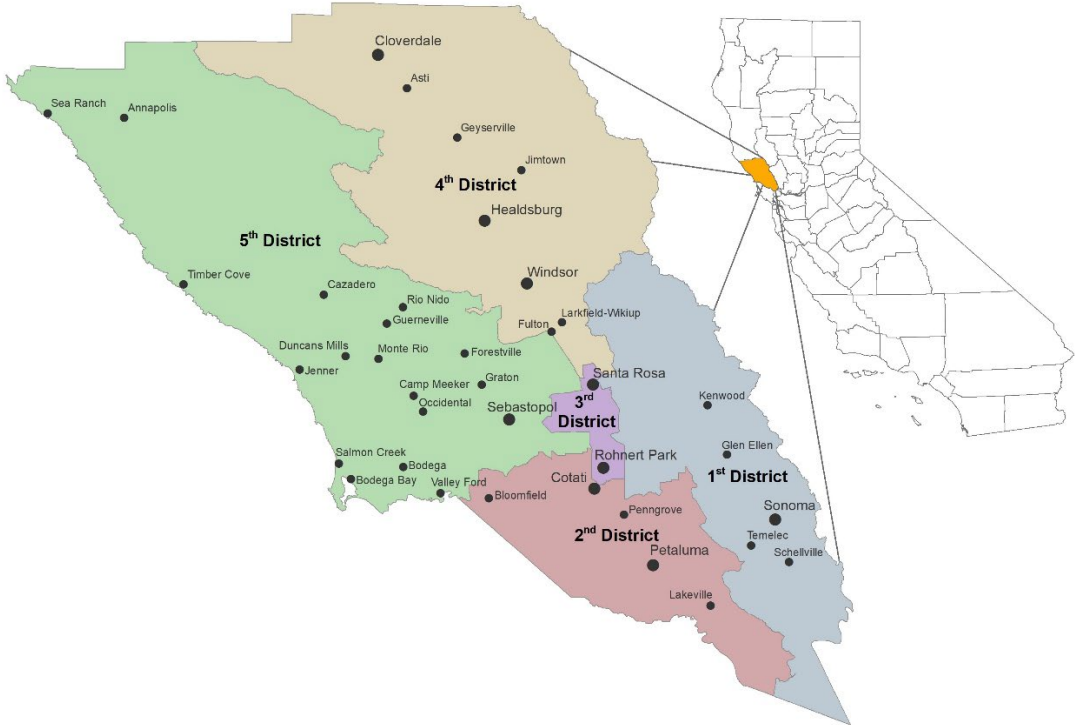 Cloverdale
Asti
Sea Ranch
Annapolis
Geyserville
Jimtown
4th District
Healdsburg
5th District
Timber Cove
Cazadero
Windsor
Rio Nido
Guerneville
Larkfield-Wikiup
Fulton
Duncans Mills
Monte Rio
Forestville
Jenner
Graton
Santa Rosa
Camp Meeker
Occidental
Sebastopol
3rd
District
Kenwood
Glen Ellen
Salmon Creek
Bodega
Bodega Bay
Valley Ford
Rohnert Park
Cotati
Bloomfield
1st District
Penngrove
Sonoma
2nd District
Temelec
Petaluma
Schellville
Lakeville